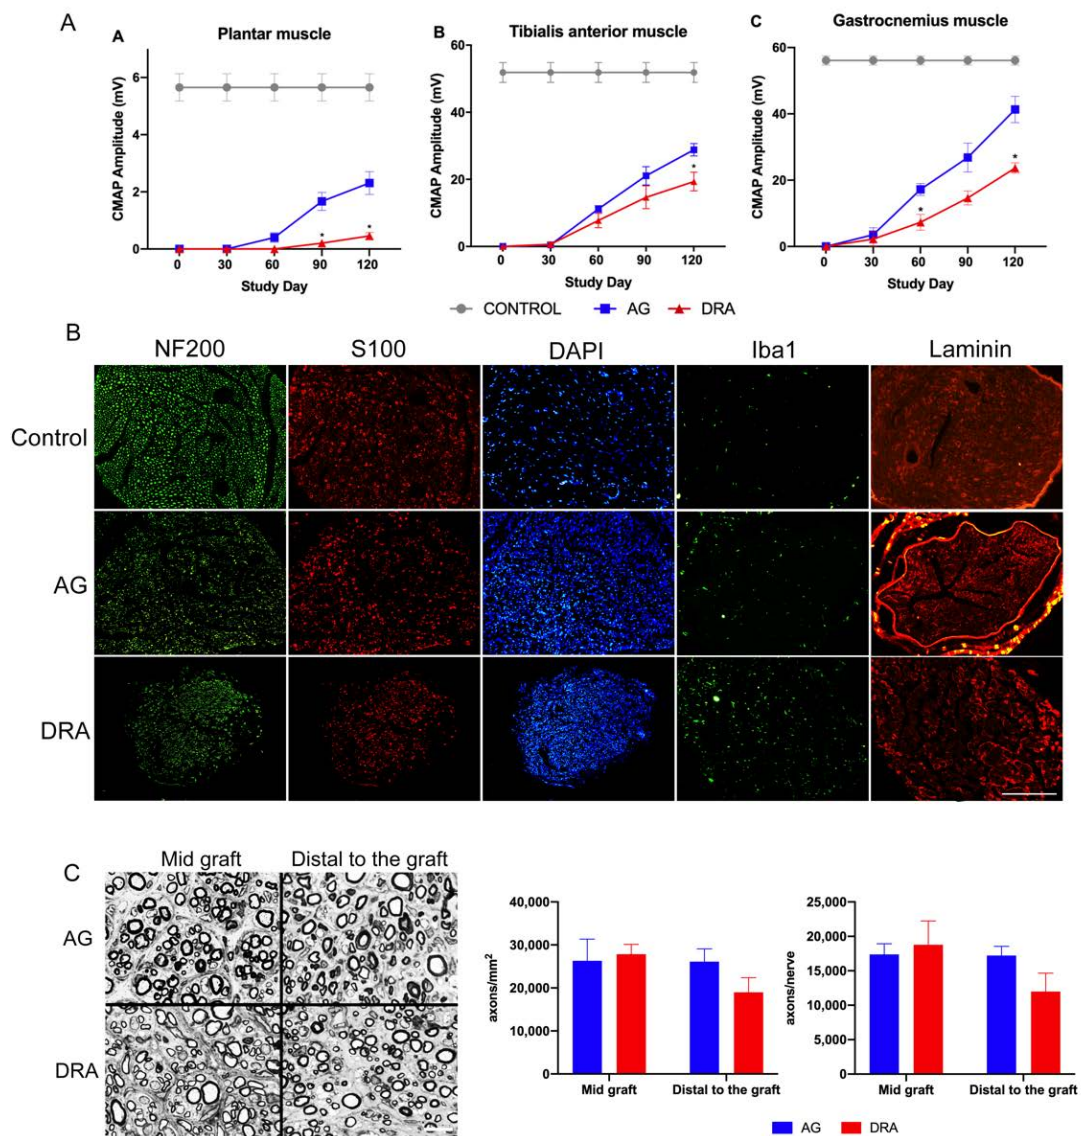 A
A
Plantar muscle
CMAP Amplitude (mV)
6
4
2
0
0 30 60 90 120
Study Day
B
Tibialis anterior muscle
CMAP Amplitude (mV)
60
40
20
0
0 30 60 90 120
Study Day
C
Gastrocnemius muscle
CMAP Amplitude (mV)
60
40
20
0
0 30 60 90 120
Study Day
* *
*
* *
CONTROL AG DRA
B
NF200 S100 DAPI Iba1 Laminin
Control
AG
DRA
C
Mid graft Distal to the graft
AG
DRA
axons/mm²
40,000
30,000
20,000
10,000
0
Mid graft Distal to the graft
axons/nerve
25,000
20,000
15,000
10,000
5,000
0
Mid graft Distal to the graft
AG DRA